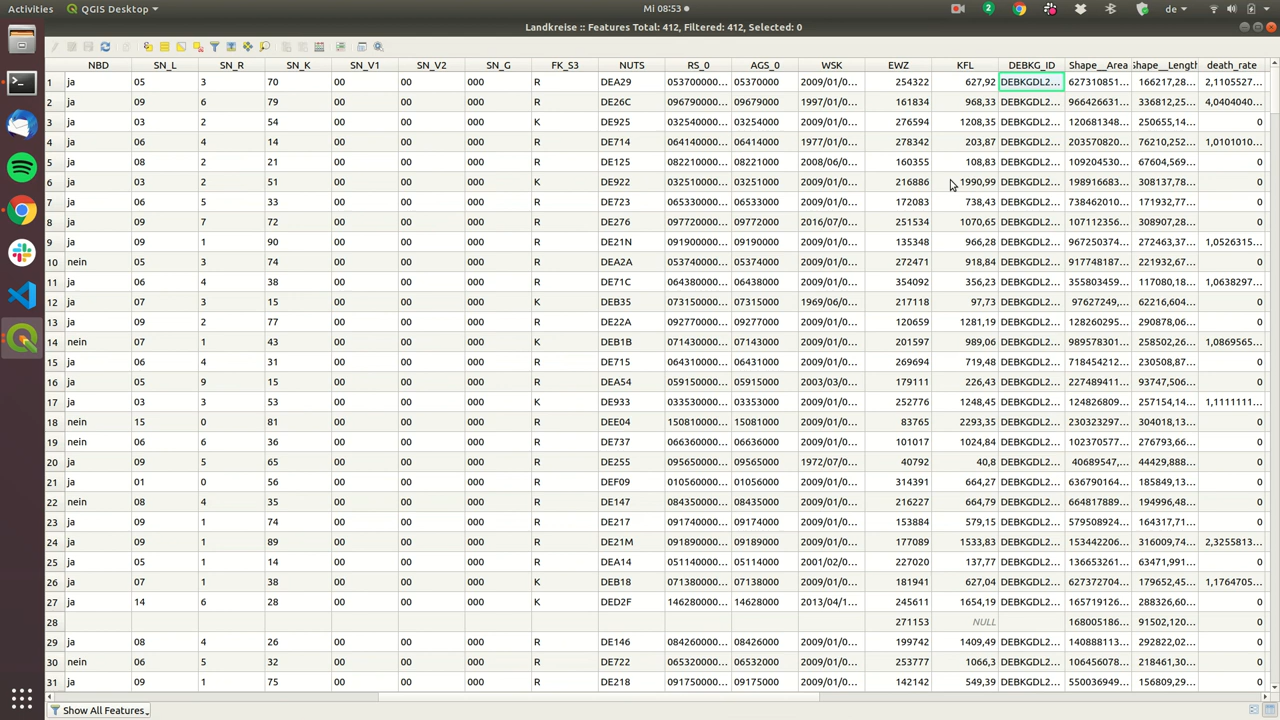 Activities QGIS Desktop Mi 08:53 2 de
Landkreise :: Features Total: 412, Filtered: 412, Selected: 0
NBD SN_L SN_R SN_K SN_V1 SN_V2 SN_G FK_S3 NUTS RS_0 AGS_0 WSK EWZ KFL DEBKG_ID Shape__Area Shape__Length death_rate
1 ja 05 3 70 00 00 000 R DEA29 053700000... 05370000 2009/01/0... 254322 627,92 DEBKGDL2... 627310851... 166217,28... 2,1105527...
2 ja 09 6 79 00 00 000 R DE26C 096790000... 09679000 1997/01/0... 161834 968,33 DEBKGDL2... 966426631... 336812,25... 4,0404040...
3 ja 03 2 54 00 00 000 K DE925 032540000... 03254000 2009/01/0... 276594 1208,35 DEBKGDL2... 120681348... 250655,14... 0
4 ja 06 4 14 00 00 000 R DE714 064140000... 06414000 1977/01/0... 278342 203,87 DEBKGDL2... 203570820... 76210,252... 1,0101010...
5 ja 08 2 21 00 00 000 R DE125 082210000... 08221000 2008/06/0... 160355 108,83 DEBKGDL2... 109204530... 67604,569... 0
6 ja 03 2 51 00 00 000 K DE922 032510000... 03251000 2009/01/0... 216886 1990,99 DEBKGDL2... 198916683... 308137,78... 0
7 ja 06 5 33 00 00 000 R DE723 065330000... 06533000 2009/01/0... 172083 738,43 DEBKGDL2... 738462010... 171932,77... 0
8 ja 09 7 72 00 00 000 R DE276 097720000... 09772000 2016/07/0... 251534 1070,65 DEBKGDL2... 107112356... 308907,28... 0
9 ja 09 1 90 00 00 000 R DE21N 091900000... 09190000 2009/01/0... 135348 966,28 DEBKGDL2... 967250374... 272463,37... 1,0526315...
10 nein 05 3 74 00 00 000 R DEA2A 053740000... 05374000 2009/01/0... 272471 918,84 DEBKGDL2... 917748187... 221932,67... 0
11 ja 06 4 38 00 00 000 R DE71C 064380000... 06438000 2009/01/0... 354092 356,23 DEBKGDL2... 355803459... 117080,18... 1,0638297...
12 ja 07 3 15 00 00 000 K DEB35 073150000... 07315000 1969/06/0... 217118 97,73 DEBKGDL2... 97627249,... 62216,604... 0
13 ja 09 2 77 00 00 000 R DE22A 092770000... 09277000 2009/01/0... 120659 1281,19 DEBKGDL2... 128260295... 290878,06... 0
14 nein 07 1 43 00 00 000 K DEB1B 071430000... 07143000 2009/01/0... 201597 989,06 DEBKGDL2... 989578301... 258502,26... 1,0869565...
15 ja 06 4 31 00 00 000 R DE715 064310000... 06431000 2009/01/0... 269694 719,48 DEBKGDL2... 718454212... 230508,87... 0
16 ja 05 9 15 00 00 000 R DEA54 059150000... 05915000 2003/03/0... 179111 226,43 DEBKGDL2... 227489411... 93747,506... 0
17 ja 03 3 53 00 00 000 K DE933 033530000... 03353000 2009/01/0... 252776 1248,45 DEBKGDL2... 124826809... 257154,14... 1,1111111...
18 nein 15 0 81 00 00 000 R DEE04 150810000... 15081000 2009/01/0... 83765 2293,35 DEBKGDL2... 230323297... 304018,13... 0
19 nein 06 6 36 00 00 000 R DE737 066360000... 06636000 2009/01/0... 101017 1024,84 DEBKGDL2... 102370577... 276793,66... 0
20 ja 09 5 65 00 00 000 R DE255 095650000... 09565000 1972/07/0... 40792 40,8 DEBKGDL2... 40689547,... 44429,888... 0
21 ja 01 0 56 00 00 000 R DEF09 010560000... 01056000 2009/01/0... 314391 664,27 DEBKGDL2... 636790164... 185849,13... 0
22 nein 08 4 35 00 00 000 R DE147 084350000... 08435000 2009/01/0... 216227 664,79 DEBKGDL2... 664817889... 194996,48... 0
23 ja 09 1 74 00 00 000 R DE217 091740000... 09174000 2009/01/0... 153884 579,15 DEBKGDL2... 579508924... 164317,71... 0
24 ja 09 1 89 00 00 000 R DE21M 091890000... 09189000 2009/01/0... 177089 1533,83 DEBKGDL2... 153442206... 316009,74... 2,3255813...
25 ja 05 1 14 00 00 000 R DEA14 051140000... 05114000 2001/02/0... 227020 137,77 DEBKGDL2... 136653261... 63471,991... 0
26 ja 07 1 38 00 00 000 K DEB18 071380000... 07138000 2009/01/0... 181941 627,04 DEBKGDL2... 627372704... 179652,45... 1,1764705...
27 ja 14 6 28 00 00 000 K DED2F 146280000... 14628000 2013/04/1... 245611 1654,19 DEBKGDL2... 165719126... 288326,60... 0
28 271153 NULL 168005186... 91502,120... 0
29 ja 08 4 26 00 00 000 R DE146 084260000... 08426000 2009/01/0... 199742 1409,49 DEBKGDL2... 140888113... 292822,02... 0
30 nein 06 5 32 00 00 000 R DE722 065320000... 06532000 2009/01/0... 253777 1066,3 DEBKGDL2... 106456078... 218461,30... 0
31 ja 09 1 75 00 00 000 R DE218 091750000... 09175000 2009/01/0... 142142 549,39 DEBKGDL2... 550036949... 156809,29... 0
Show All Features